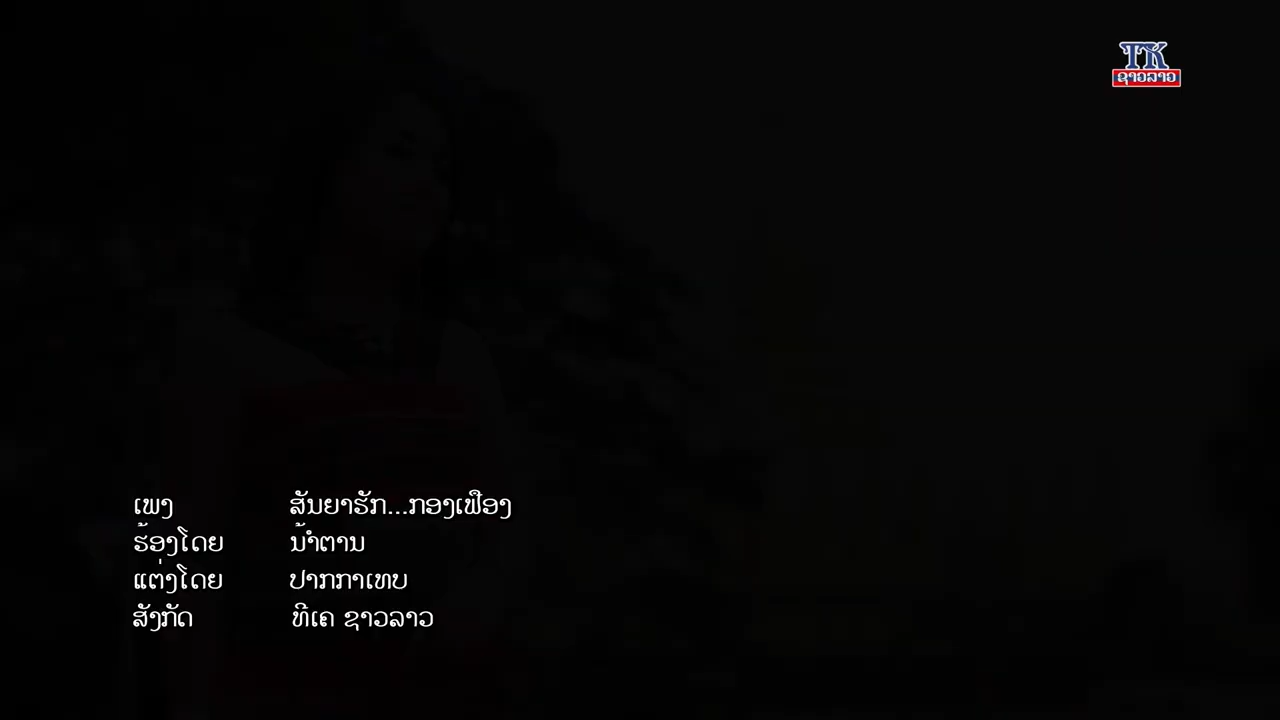 TK
ຊາວລາວ
ເພງ ສັນຍາຮັກ...ກອງເຟືອງ
ຮ້ອງໂດຍ ນ້ຳຕານ
ແຕ່ງໂດຍ ປາກກາເທບ
ສັງກັດ ທີເຄ ຊາວລາວ